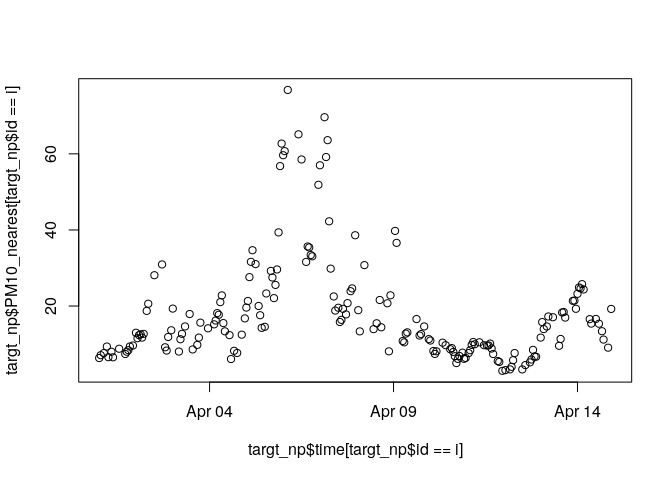 targt_np$PM10_nearest[targt_np$id == i]
60
40
20
Apr 04
Apr 09
Apr 14
targt_np$time[targt_np$id == i]